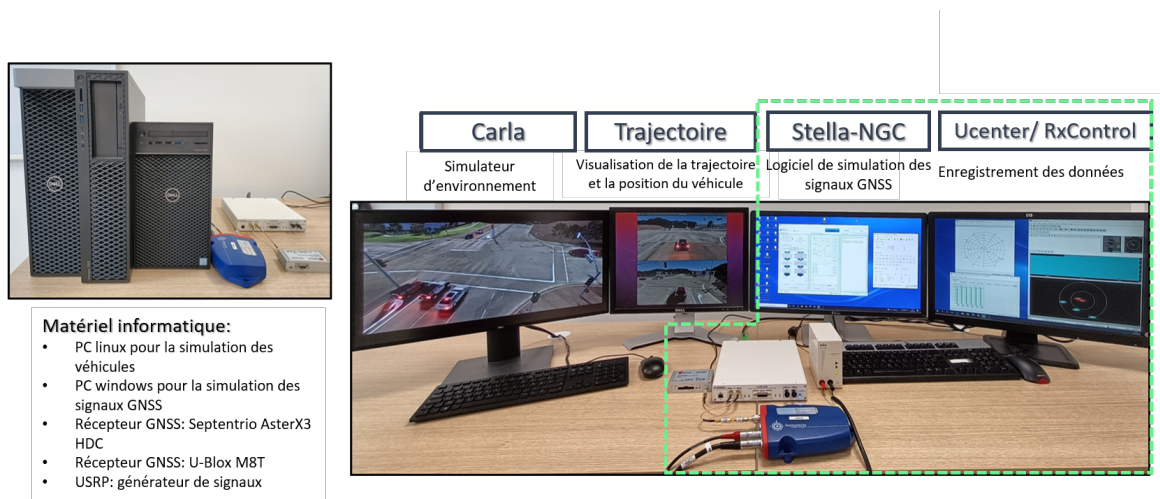 Carla
Trajectoire
Stella-NGC
Ucenter/ RxControl
Simulateur
d’environnement
Visualisation de la trajectoire
et la position du véhicule
Logiciel de simulation des
signaux GNSS
Enregistrement des données
DELL
DELL
Matériel informatique:
• PC linux pour la simulation des
véhicules
• PC windows pour la simulation des
signaux GNSS
• Récepteur GNSS: Septentrio AsterX3
HDC
• Récepteur GNSS: U-Blox M8T
• USRP: générateur de signaux